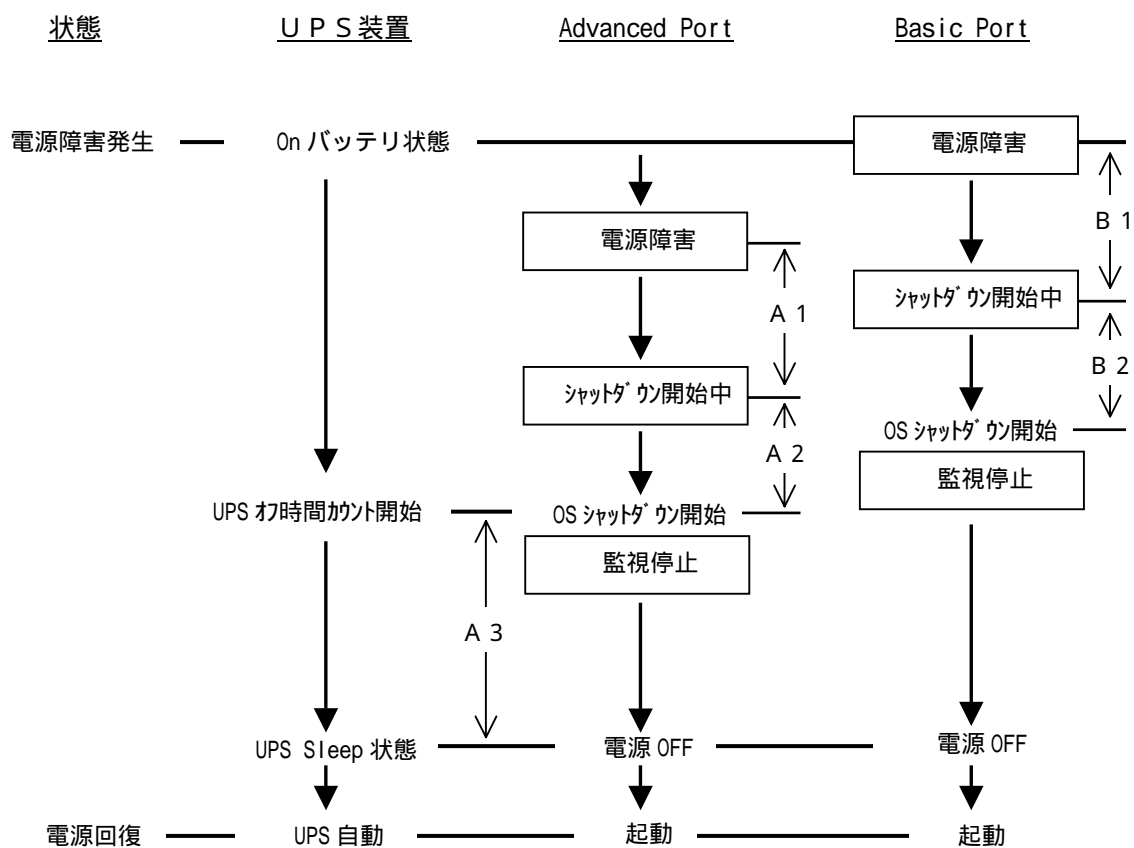 状態 ＵＰＳ装置 Advanced Port Basic Port
電源障害発生 On バッテリ状態 電源障害
B 1
電源障害
A 1
ｼｬｯﾄﾀﾞｳﾝ開始中
B 2
ｼｬｯﾄﾀﾞｳﾝ開始中
A 2
OS ｼｬｯﾄﾀﾞｳﾝ開始
監視停止
UPS ｵﾌ時間ｶｳﾝﾄ開始 OS ｼｬｯﾄﾀﾞｳﾝ開始
監視停止
A 3
UPS Sleep 状態 電源 OFF 電源 OFF
電源回復 UPS 自動 起動 起動